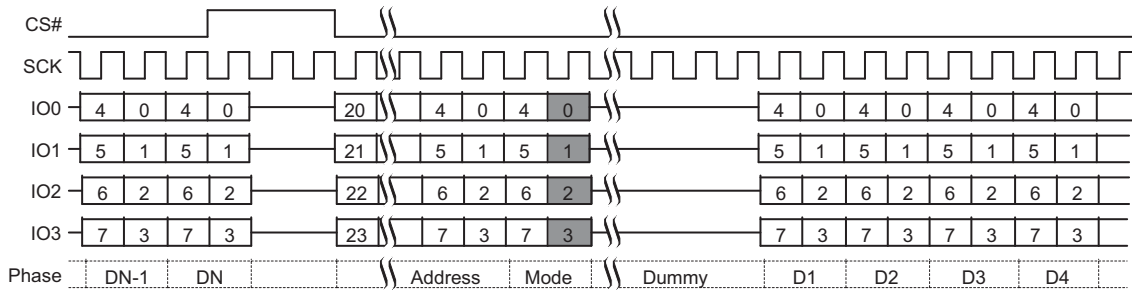 CS#
SCK
IO0 4 0 4 0 20 4 0 4 0 4 0 4 0 4 0 4 0
IO1 5 1 5 1 21 5 1 5 1 5 1 5 1 5 1 5 1
IO2 6 2 6 2 22 6 2 6 2 6 2 6 2 6 2 6 2
IO3 7 3 7 3 23 7 3 7 3 7 3 7 3 7 3 7 3
Phase DN-1 DN Address Mode Dummy D1 D2 D3 D4